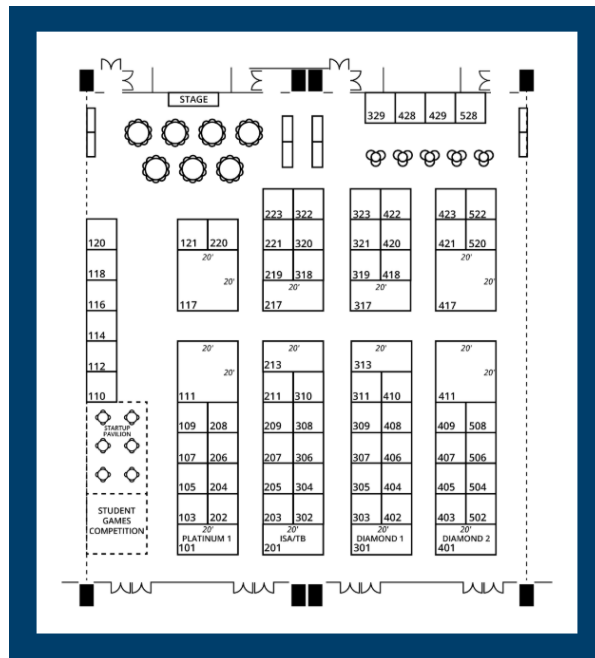 STAGE
329 428 429 528
223 322 323 422 423 522
120 121 220 221 320 321 420 421 520
20' 20' 20'
118 219 318 319 418
20' 20' 20' 20'
116 117 217 317 417
114
20' 20' 20' 20'
112 213 313
20' 20'
110 111 211 310 311 410 411
STARTUP
PAVILION
109 208 209 308 309 408 409 508
107 206 207 306 307 406 407 506
105 204 205 304 305 404 405 504
STUDENT
GAMES
COMPETITION
103 202 203 302 303 402 403 502
20' 20' 20' 20'
PLATINUM 1 ISA/TB DIAMOND 1 DIAMOND 2
101 201 301 401